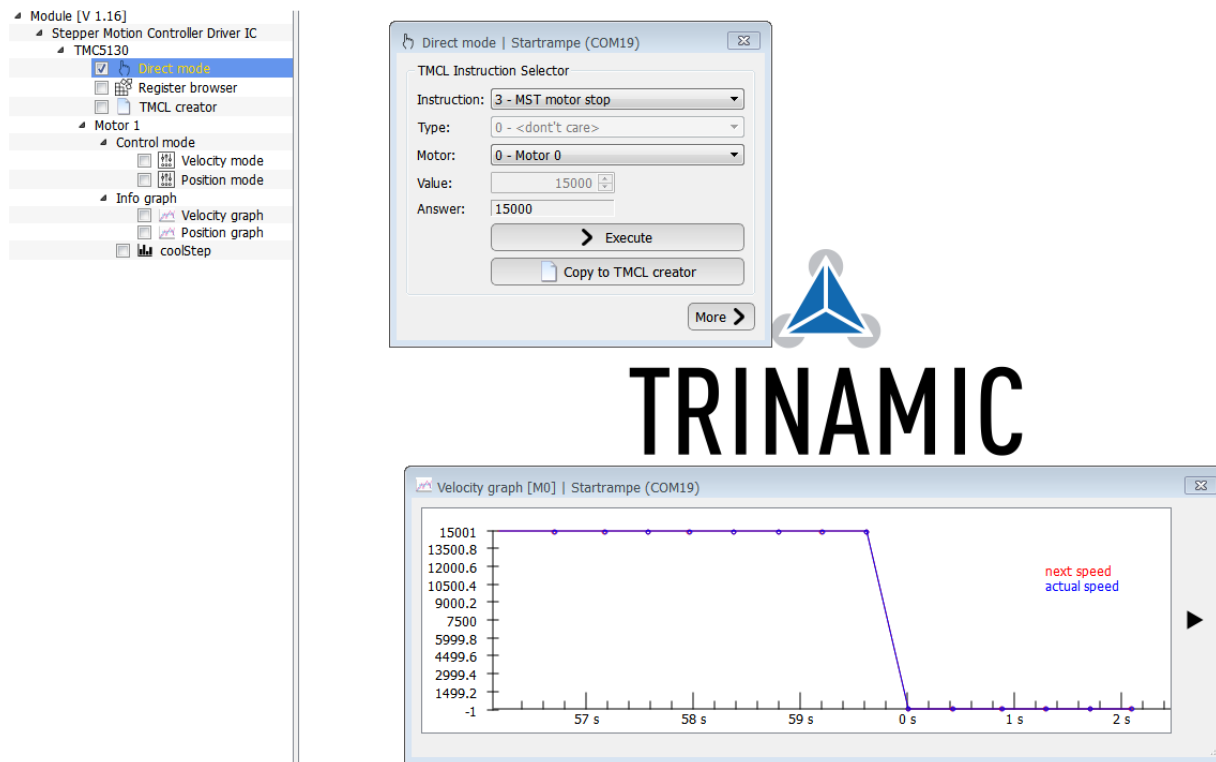 Module [V 1.16]
Stepper Motion Controller Driver IC
TMC5130
Direct mode
Register browser
TMCL creator
Motor 1
Control mode
Velocity mode
Position mode
Info graph
Velocity graph
Position graph
coolStep
Direct mode | Startrampe (COM19)
TMCL Instruction Selector
Instruction: 3 - MST motor stop
Type: 0 - <don't care>
Motor: 0 - Motor 0
Value: 15000
Answer: 15000
Execute
Copy to TMCL creator
More
TRINAMIC
Velocity graph [M0] | Startrampe (COM19)
15001
13500.8
12000.6
10500.4
9000.2
7500
5999.8
4499.6
2999.4
1499.2
-1
next speed
actual speed
57 s 58 s 59 s 0 s 1 s 2 s